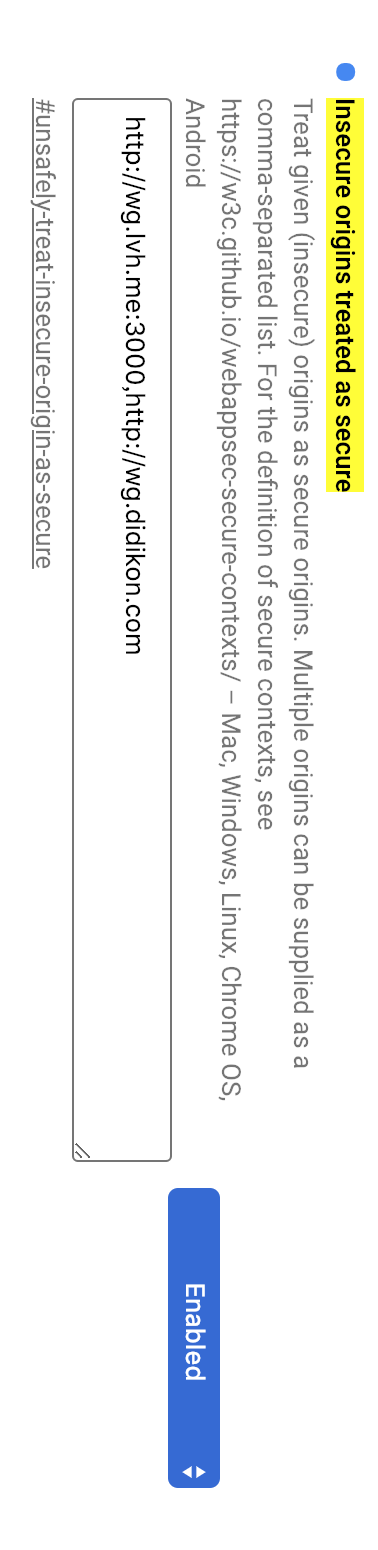 Insecure origins treated as secure
Treat given (insecure) origins as secure origins. Multiple origins can be supplied as a
comma-separated list. For the definition of secure contexts, see
https://w3c.github.io/webappsec-secure-contexts/ – Mac, Windows, Linux, Chrome OS,
Android
http://wg.lvh.me:3000,http://wg.didikon.com
#unsafely-treat-insecure-origin-as-secure
Enabled